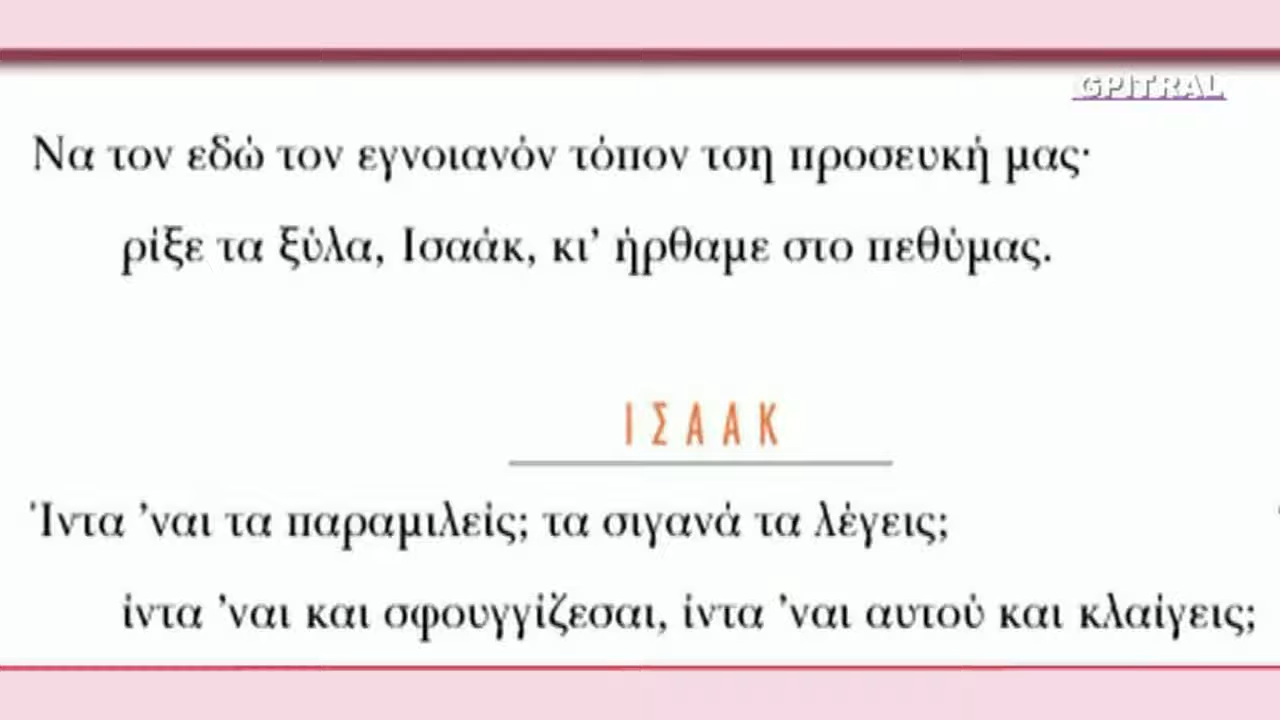 GPITRAL
Να τον εδώ τον εγνοιανόν τόπον τση προσευκή μας·
ρίξε τα ξύλα, Ισαάκ, κι’ ήρθαμε στο πεθύμας.
ΙΣΑΑΚ
Ίντα ’ναι τα παραμιλείς; τα σιγανά τα λέγεις;
ίντα ’ναι και σφουγγίζεσαι, ίντα ’ναι αυτού και κλαίγεις;